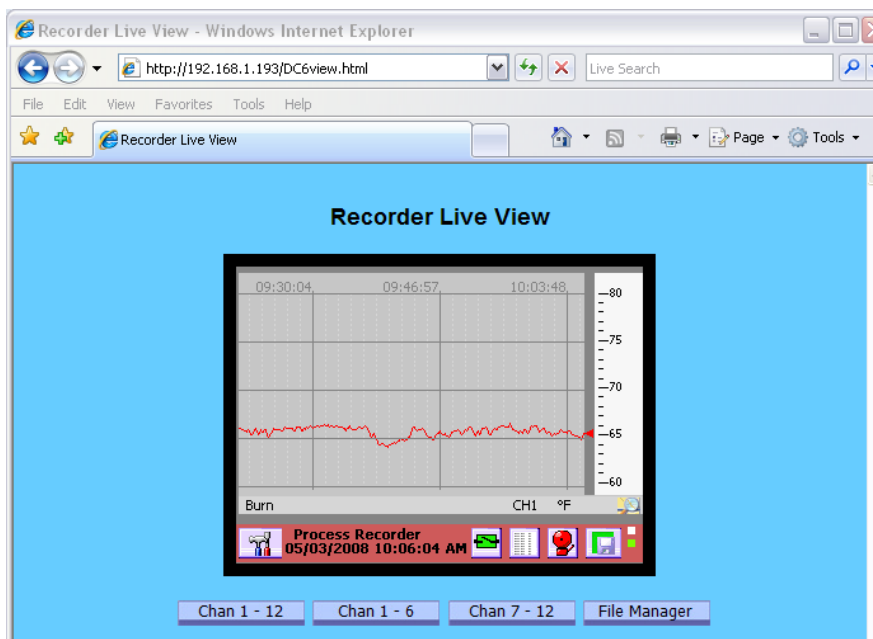 Recorder Live View - Windows Internet Explorer
http://192.168.1.193/DC6view.html
Live Search
File Edit View Favorites Tools Help
Recorder Live View
Page
Tools
Recorder Live View
09:30:04 09:46:57 10:03:48
80
75
70
65
60
Burn CH1 °F
Process Recorder
05/03/2008 10:06:04 AM
Chan 1 - 12 Chan 1 - 6 Chan 7 - 12 File Manager